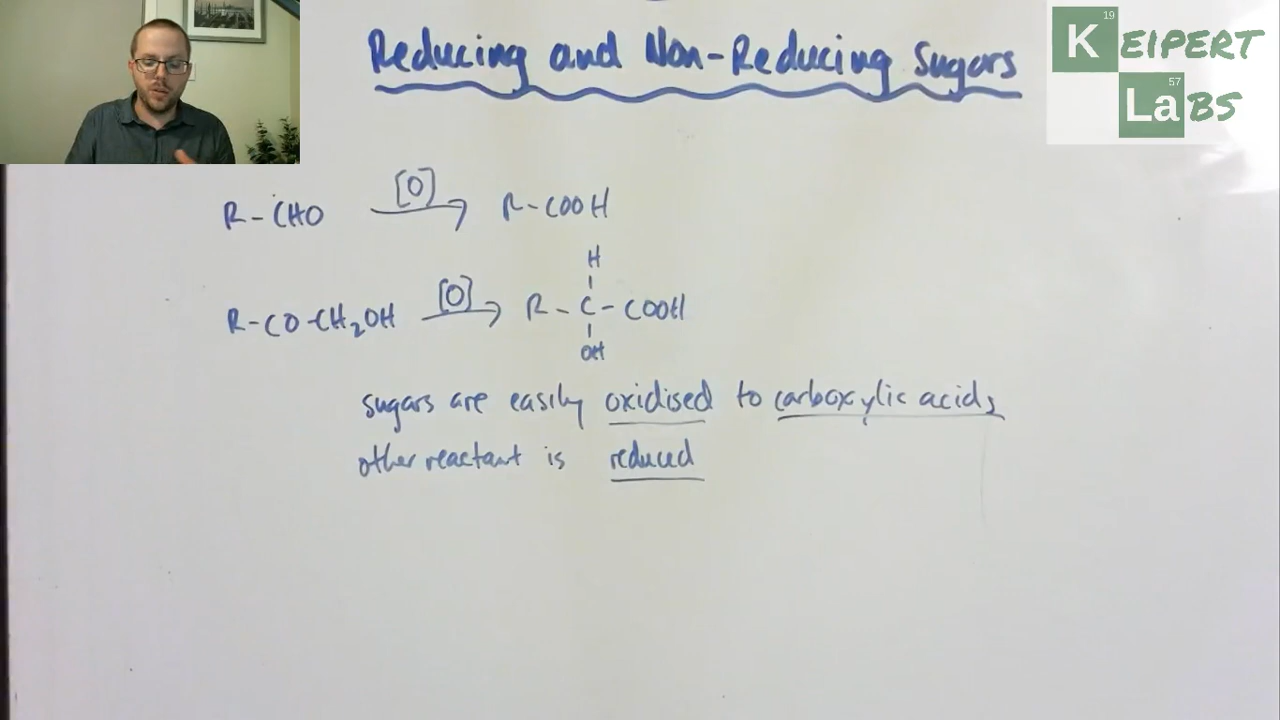 Reducing and Non-Reducing Sugars
19
KEIPERT
57
LaBS
R-CHO [O] → R-COOH
H
R-CO-CH₂OH [O] → R-C-COOH
OH
sugars are easily oxidised to carboxylic acids
other reactant is reduced